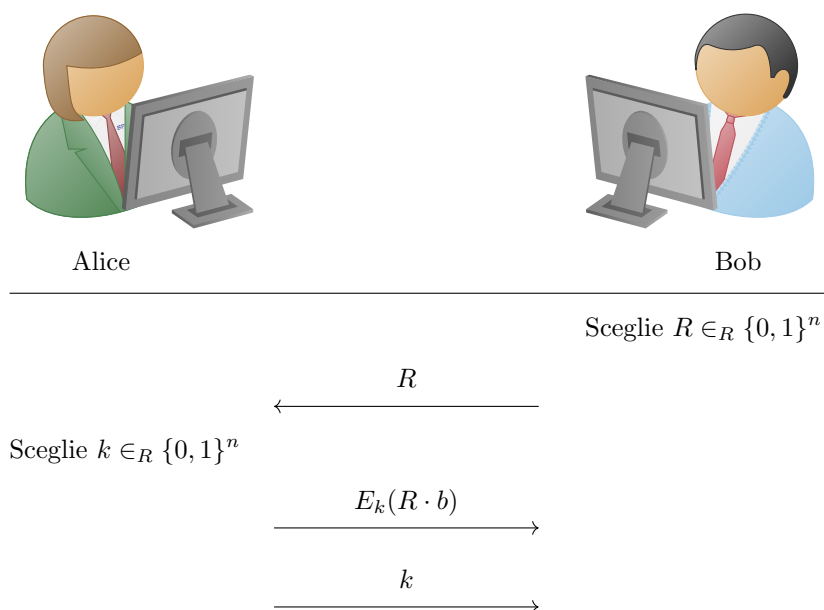 Alice
Bob
Sceglie R ∈_R {0, 1}^n
R
Sceglie k ∈_R {0, 1}^n
E_k(R · b)
k